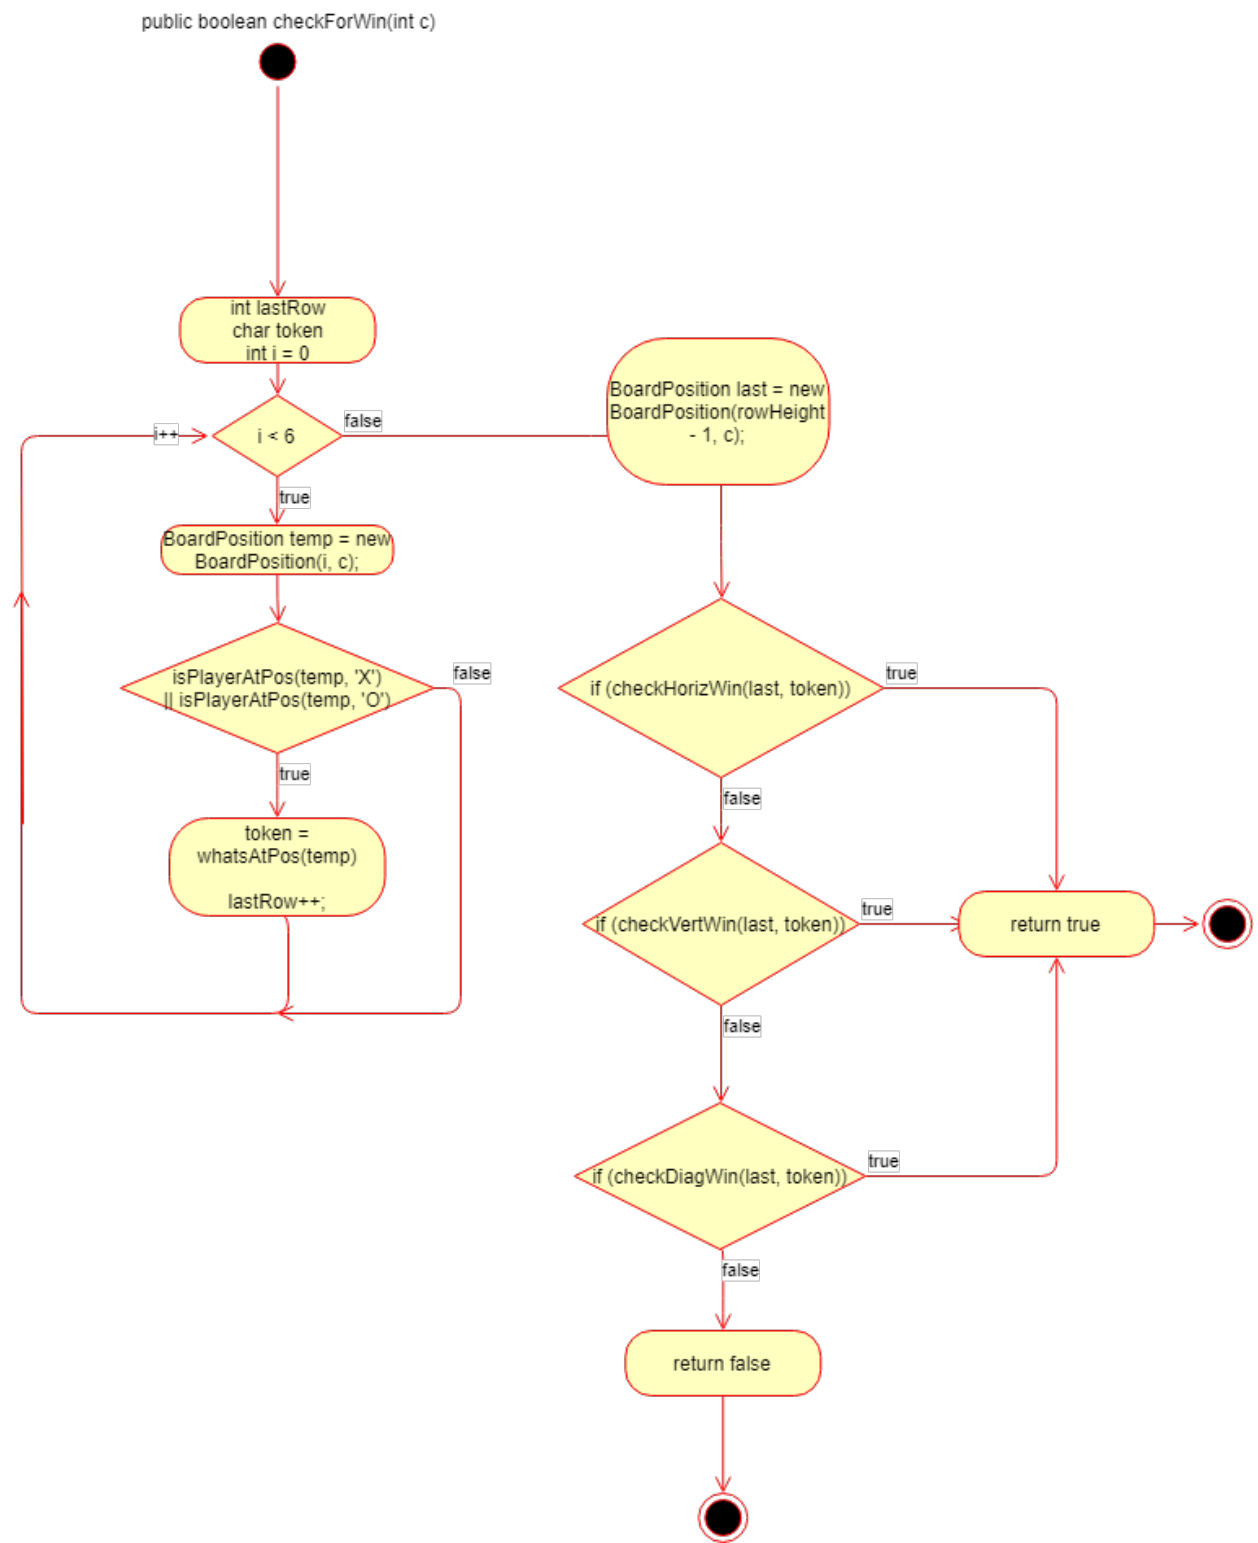 public boolean checkForWin(int c)
int lastRow
char token
int i = 0
i++
i < 6
false
true
BoardPosition temp = new
BoardPosition(i, c);
isPlayerAtPos(temp, 'X')
|| isPlayerAtPos(temp, 'O')
false
true
token =
whatsAtPos(temp)
lastRow++;
BoardPosition last = new
BoardPosition(rowHeight
- 1, c);
if (checkHorizWin(last, token))
true
false
if (checkVertWin(last, token))
true
return true
false
if (checkDiagWin(last, token))
true
false
return false